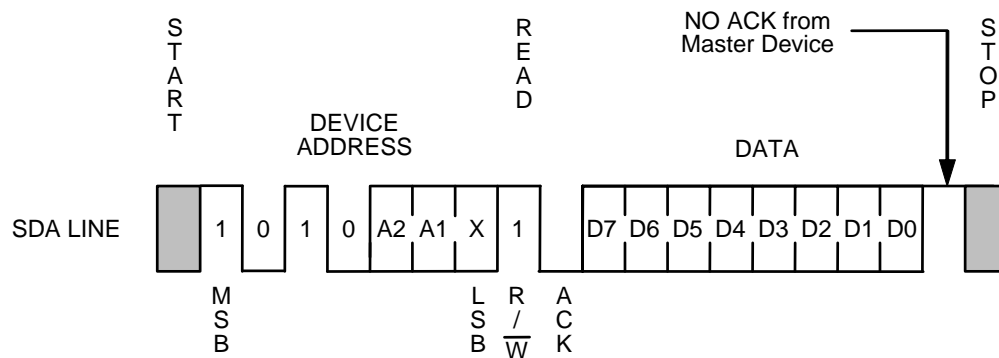 START
READ
NO ACK from
Master Device
STOP
DEVICE
ADDRESS
DATA
SDA LINE
1 0 1 0 A2 A1 X 1 D7 D6 D5 D4 D3 D2 D1 D0
MSB
LSB
R/W̅
ACK